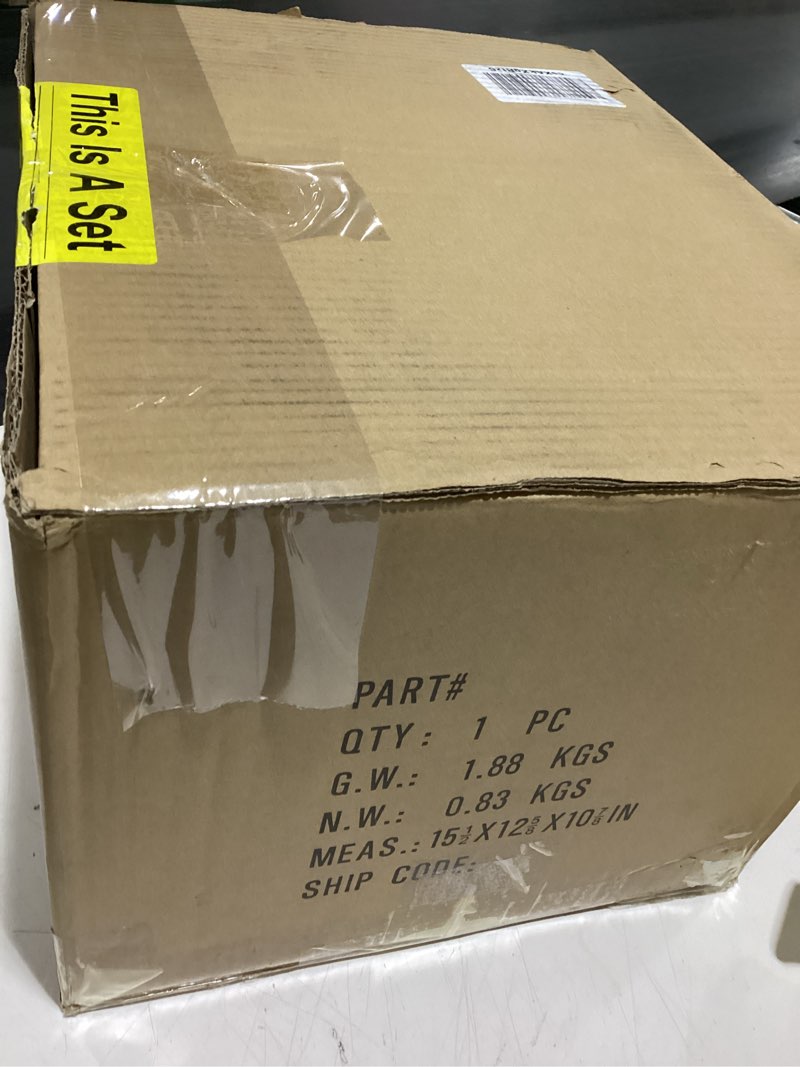 This Is A Set
PART#
QTY: 1 PC
G.W.: 1.88 KGS
N.W.: 0.83 KGS
MEAS.: 15½X12⅝X10⅞IN
SHIP CODE: